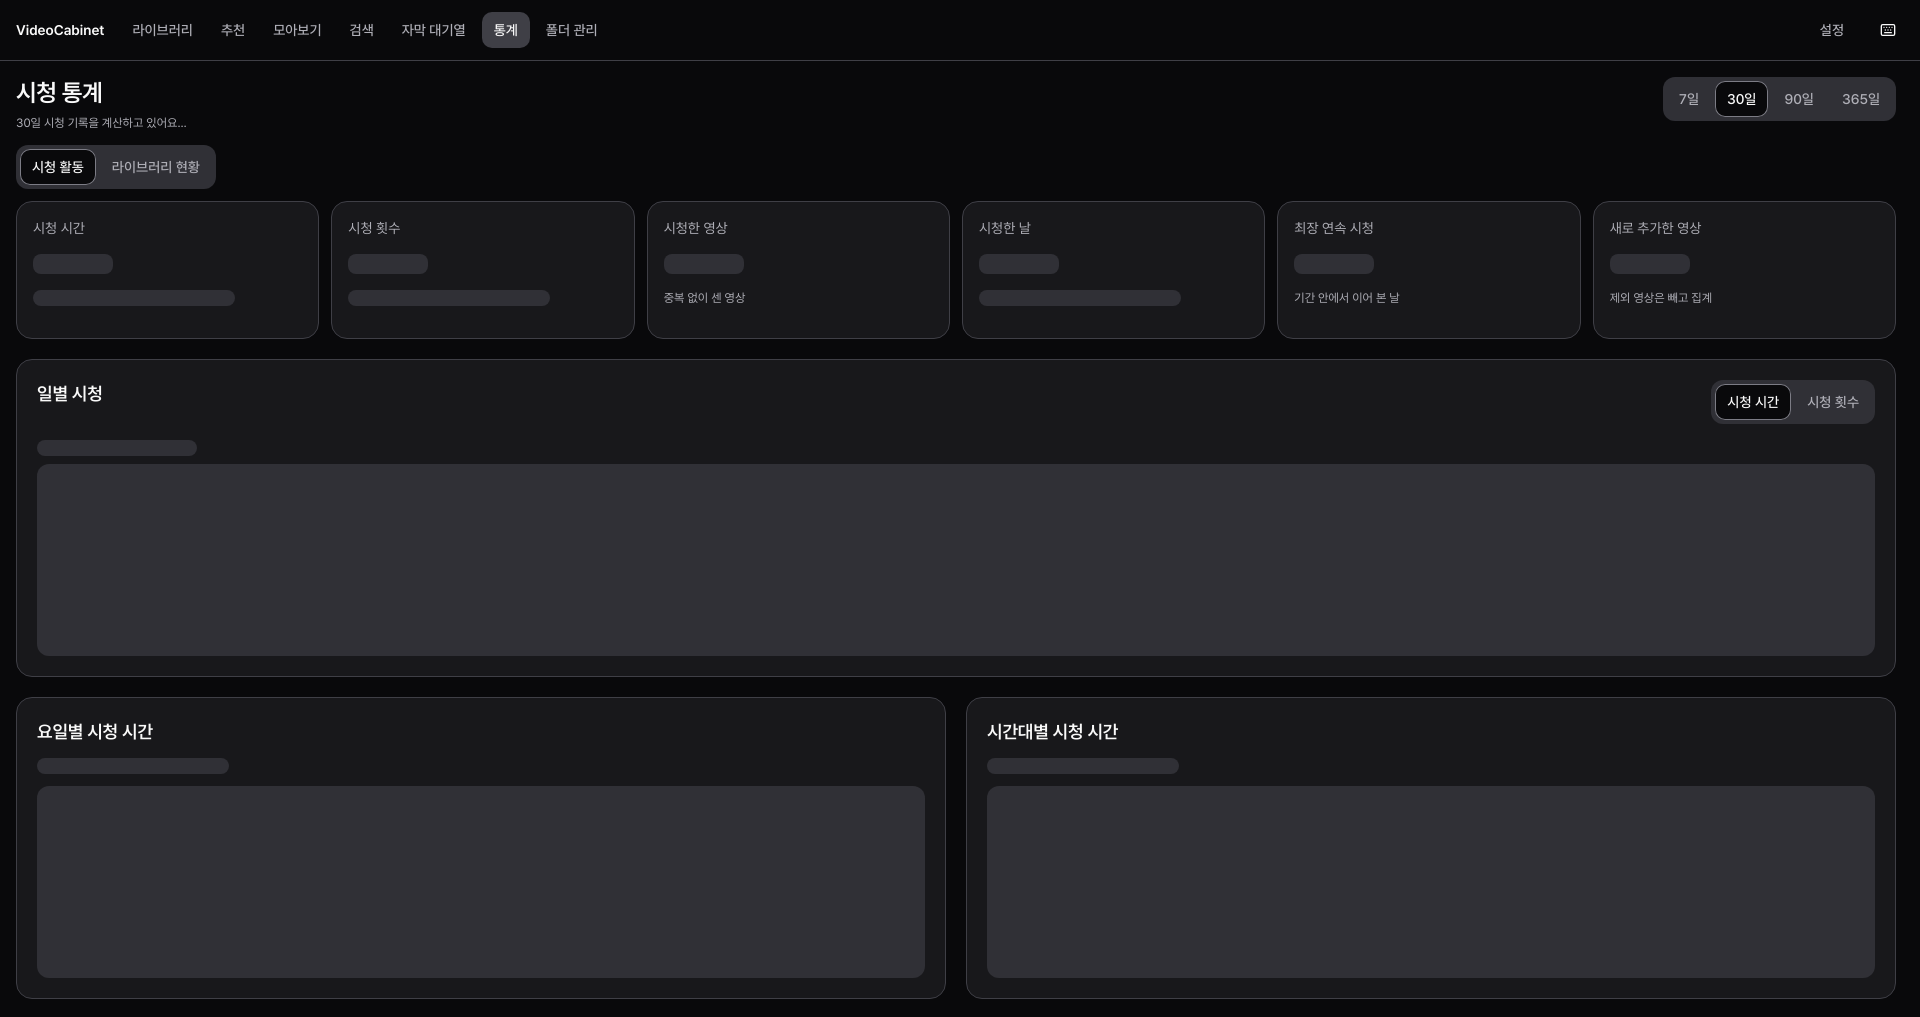 VideoCabinet 라이브러리 추천 모아보기 검색 자막 대기열 통계 폴더 관리 설정
시청 통계
30일 시청 기록을 계산하고 있어요...
7일 30일 90일 365일
시청 활동 라이브러리 현황
시청 시간
시청 횟수
시청한 영상
중복 없이 센 영상
시청한 날
최장 연속 시청
기간 안에서 이어 본 날
새로 추가한 영상
제외 영상은 빼고 집계
일별 시청
시청 시간 시청 횟수
요일별 시청 시간
시간대별 시청 시간